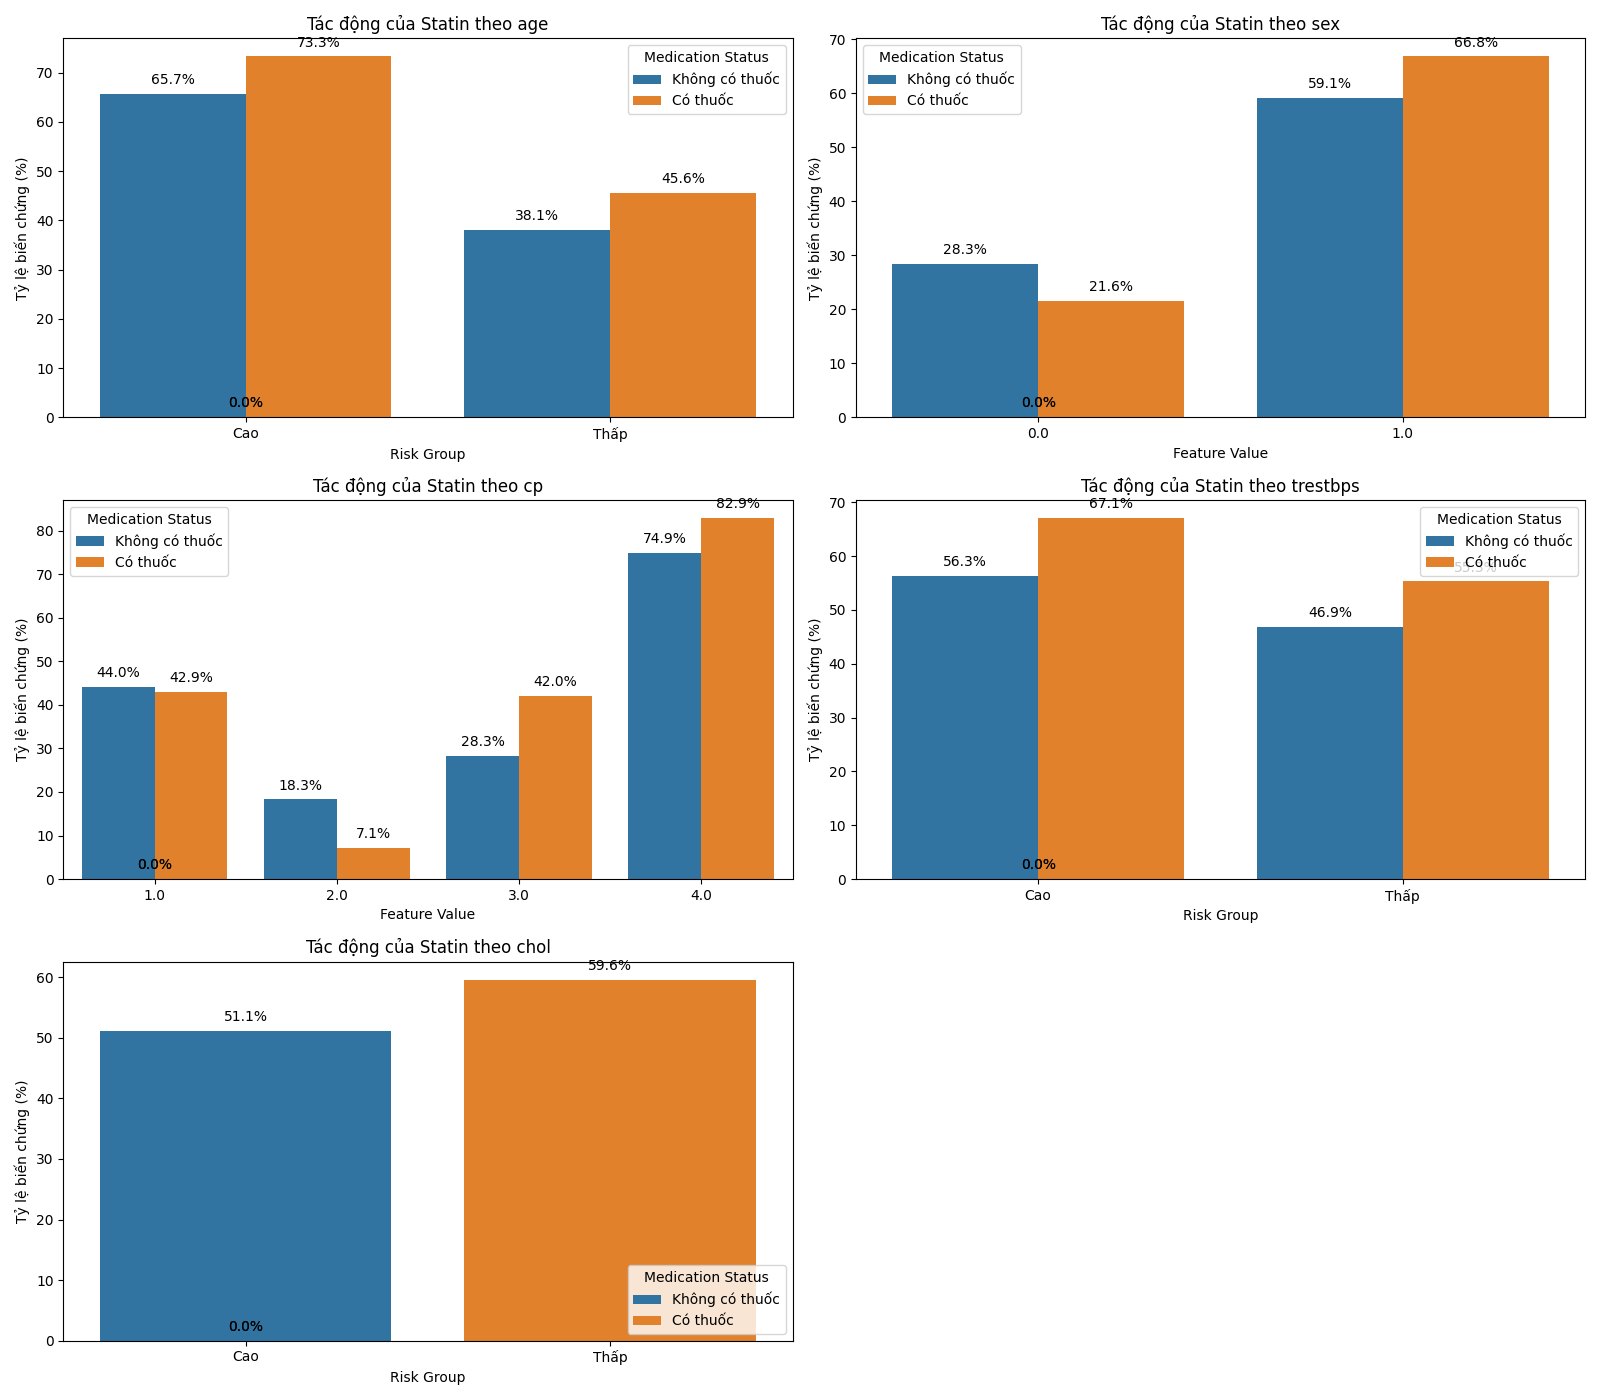 Tác động của Statin theo age
73.3%
65.7%
45.6%
38.1%
0.0%
Medication Status
Không có thuốc
Có thuốc
Tỷ lệ biến chứng (%)
70
60
50
40
30
20
10
0
Cao
Thấp
Risk Group
Tác động của Statin theo sex
Medication Status
Không có thuốc
Có thuốc
66.8%
59.1%
28.3%
21.6%
0.0%
Tỷ lệ biến chứng (%)
70
60
50
40
30
20
10
0
0.0
1.0
Feature Value
Tác động của Statin theo cp
Medication Status
Không có thuốc
Có thuốc
82.9%
74.9%
44.0%
42.9%
18.3%
7.1%
28.3%
42.0%
0.0%
Tỷ lệ biến chứng (%)
80
70
60
50
40
30
20
10
0
1.0
2.0
3.0
4.0
Feature Value
Tác động của Statin theo trestbps
67.1%
56.3%
46.9%
0.0%
Medication Status
Không có thuốc
Có thuốc
Tỷ lệ biến chứng (%)
70
60
50
40
30
20
10
0
Cao
Thấp
Risk Group
Tác động của Statin theo chol
59.6%
51.1%
0.0%
Medication Status
Không có thuốc
Có thuốc
Tỷ lệ biến chứng (%)
60
50
40
30
20
10
0
Cao
Thấp
Risk Group